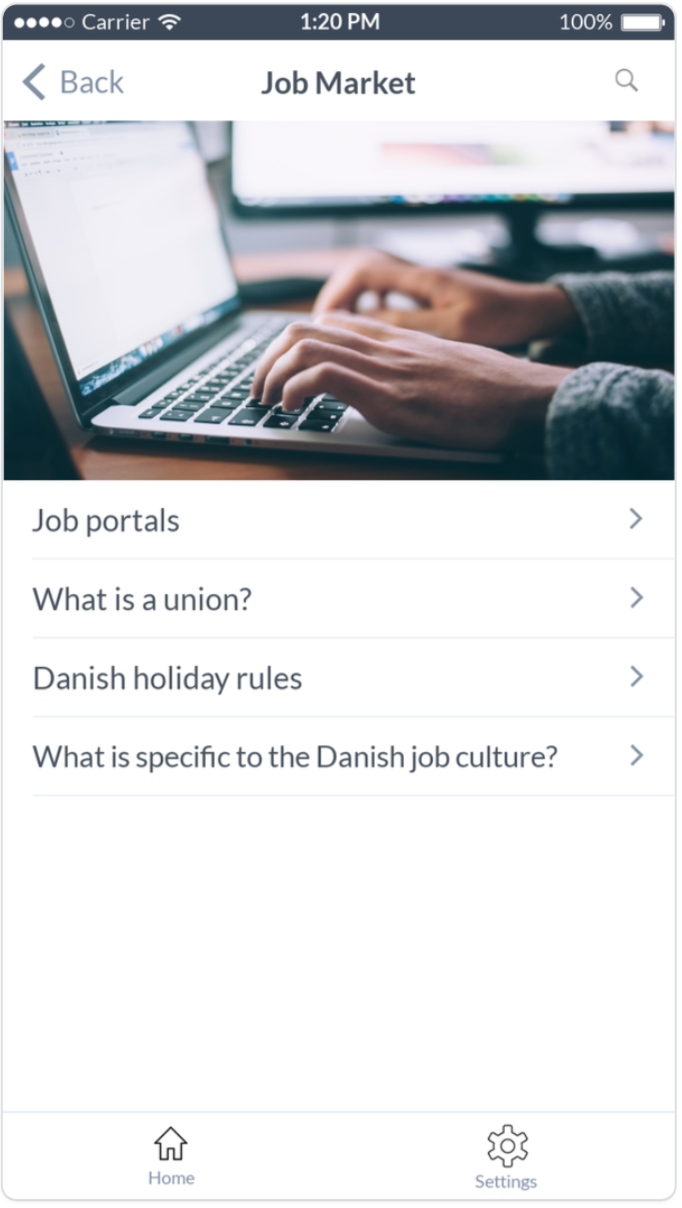 Carrier 1:20 PM 100%
Back Job Market
Job portals
What is a union?
Danish holiday rules
What is specific to the Danish job culture?
Home Settings